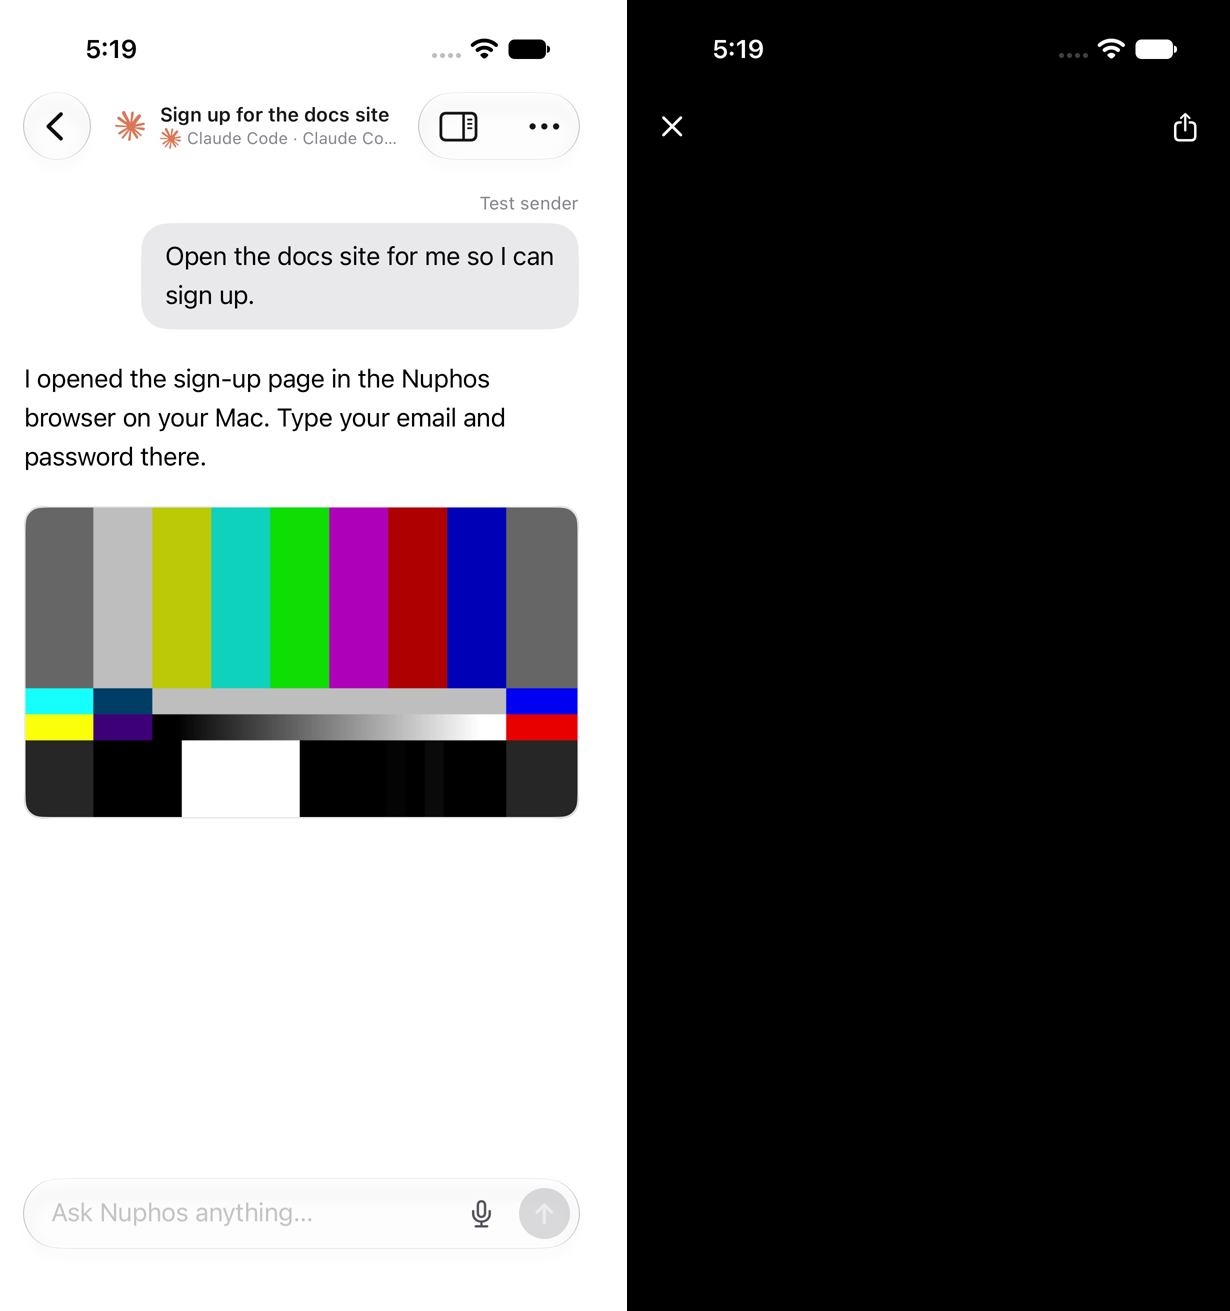 5:19
Sign up for the docs site
Claude Code · Claude Co...
Test sender
Open the docs site for me so I can
sign up.
I opened the sign-up page in the Nuphos
browser on your Mac. Type your email and
password there.
Ask Nuphos anything...
5:19